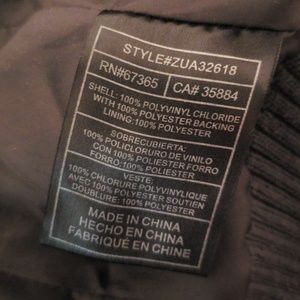 STYLE#ZUA32618
RN#67365 CA# 35884
SHELL: 100% POLYVINYL CHLORIDE
WITH 100% POLYESTER BACKING
LINING:100% POLYESTER
SOBRECUBIERTA:
100% POLICLORURO DE VINILO
CON 100% POLIESTER FORRO
FORRO:100% POLIESTER
VESTE:
100% CHLORURE POLYVINYLIQUE
AVEC 100% POLYESTER SOUTIEN
DOUBLURE: 100% POLYESTER
MADE IN CHINA
HECHO EN CHINA
FABRIQUÉ EN CHINE